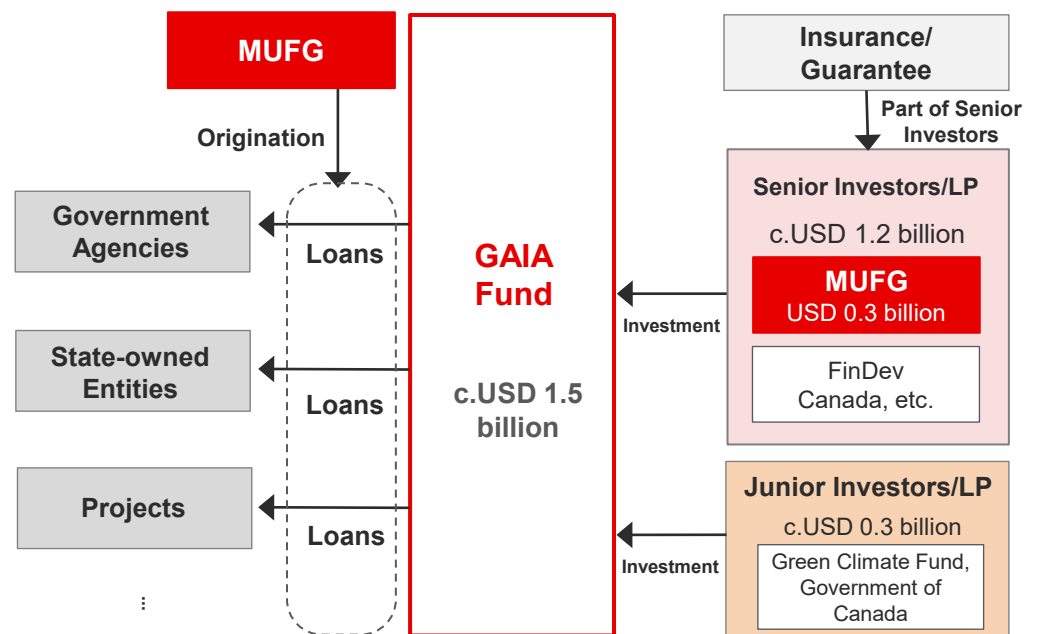 MUFG
Origination
Government
Agencies
Loans
State-owned
Entities
Loans
Projects
Loans
⋮
GAIA
Fund
c.USD 1.5
billion
Insurance/
Guarantee
Part of Senior
Investors
Senior Investors/LP
c.USD 1.2 billion
MUFG
USD 0.3 billion
FinDev
Canada, etc.
Investment
Junior Investors/LP
c.USD 0.3 billion
Green Climate Fund,
Government of
Canada
Investment